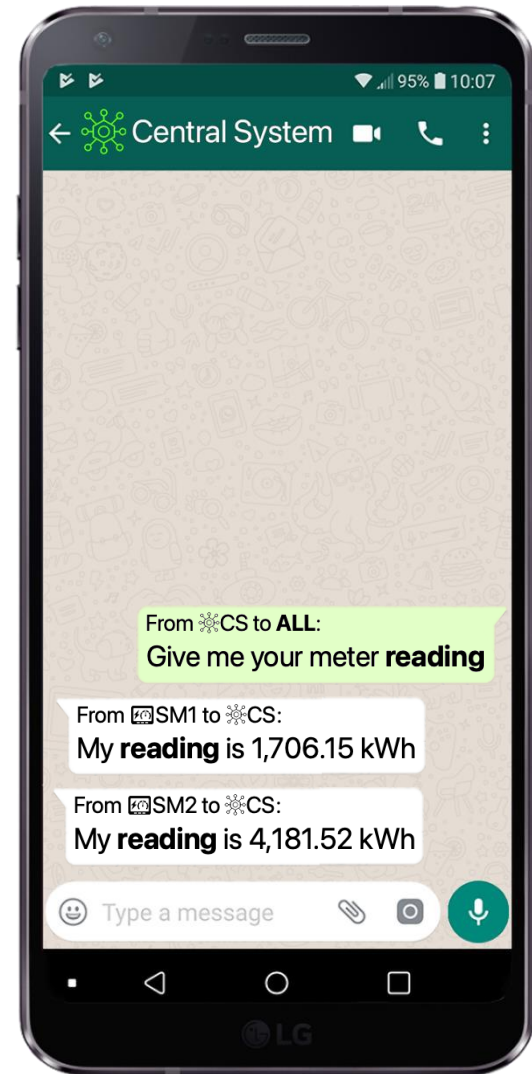 95% 10:07
Central System
From CS to ALL:
Give me your meter reading
From SM1 to CS:
My reading is 1,706.15 kWh
From SM2 to CS:
My reading is 4,181.52 kWh
Type a message
LG